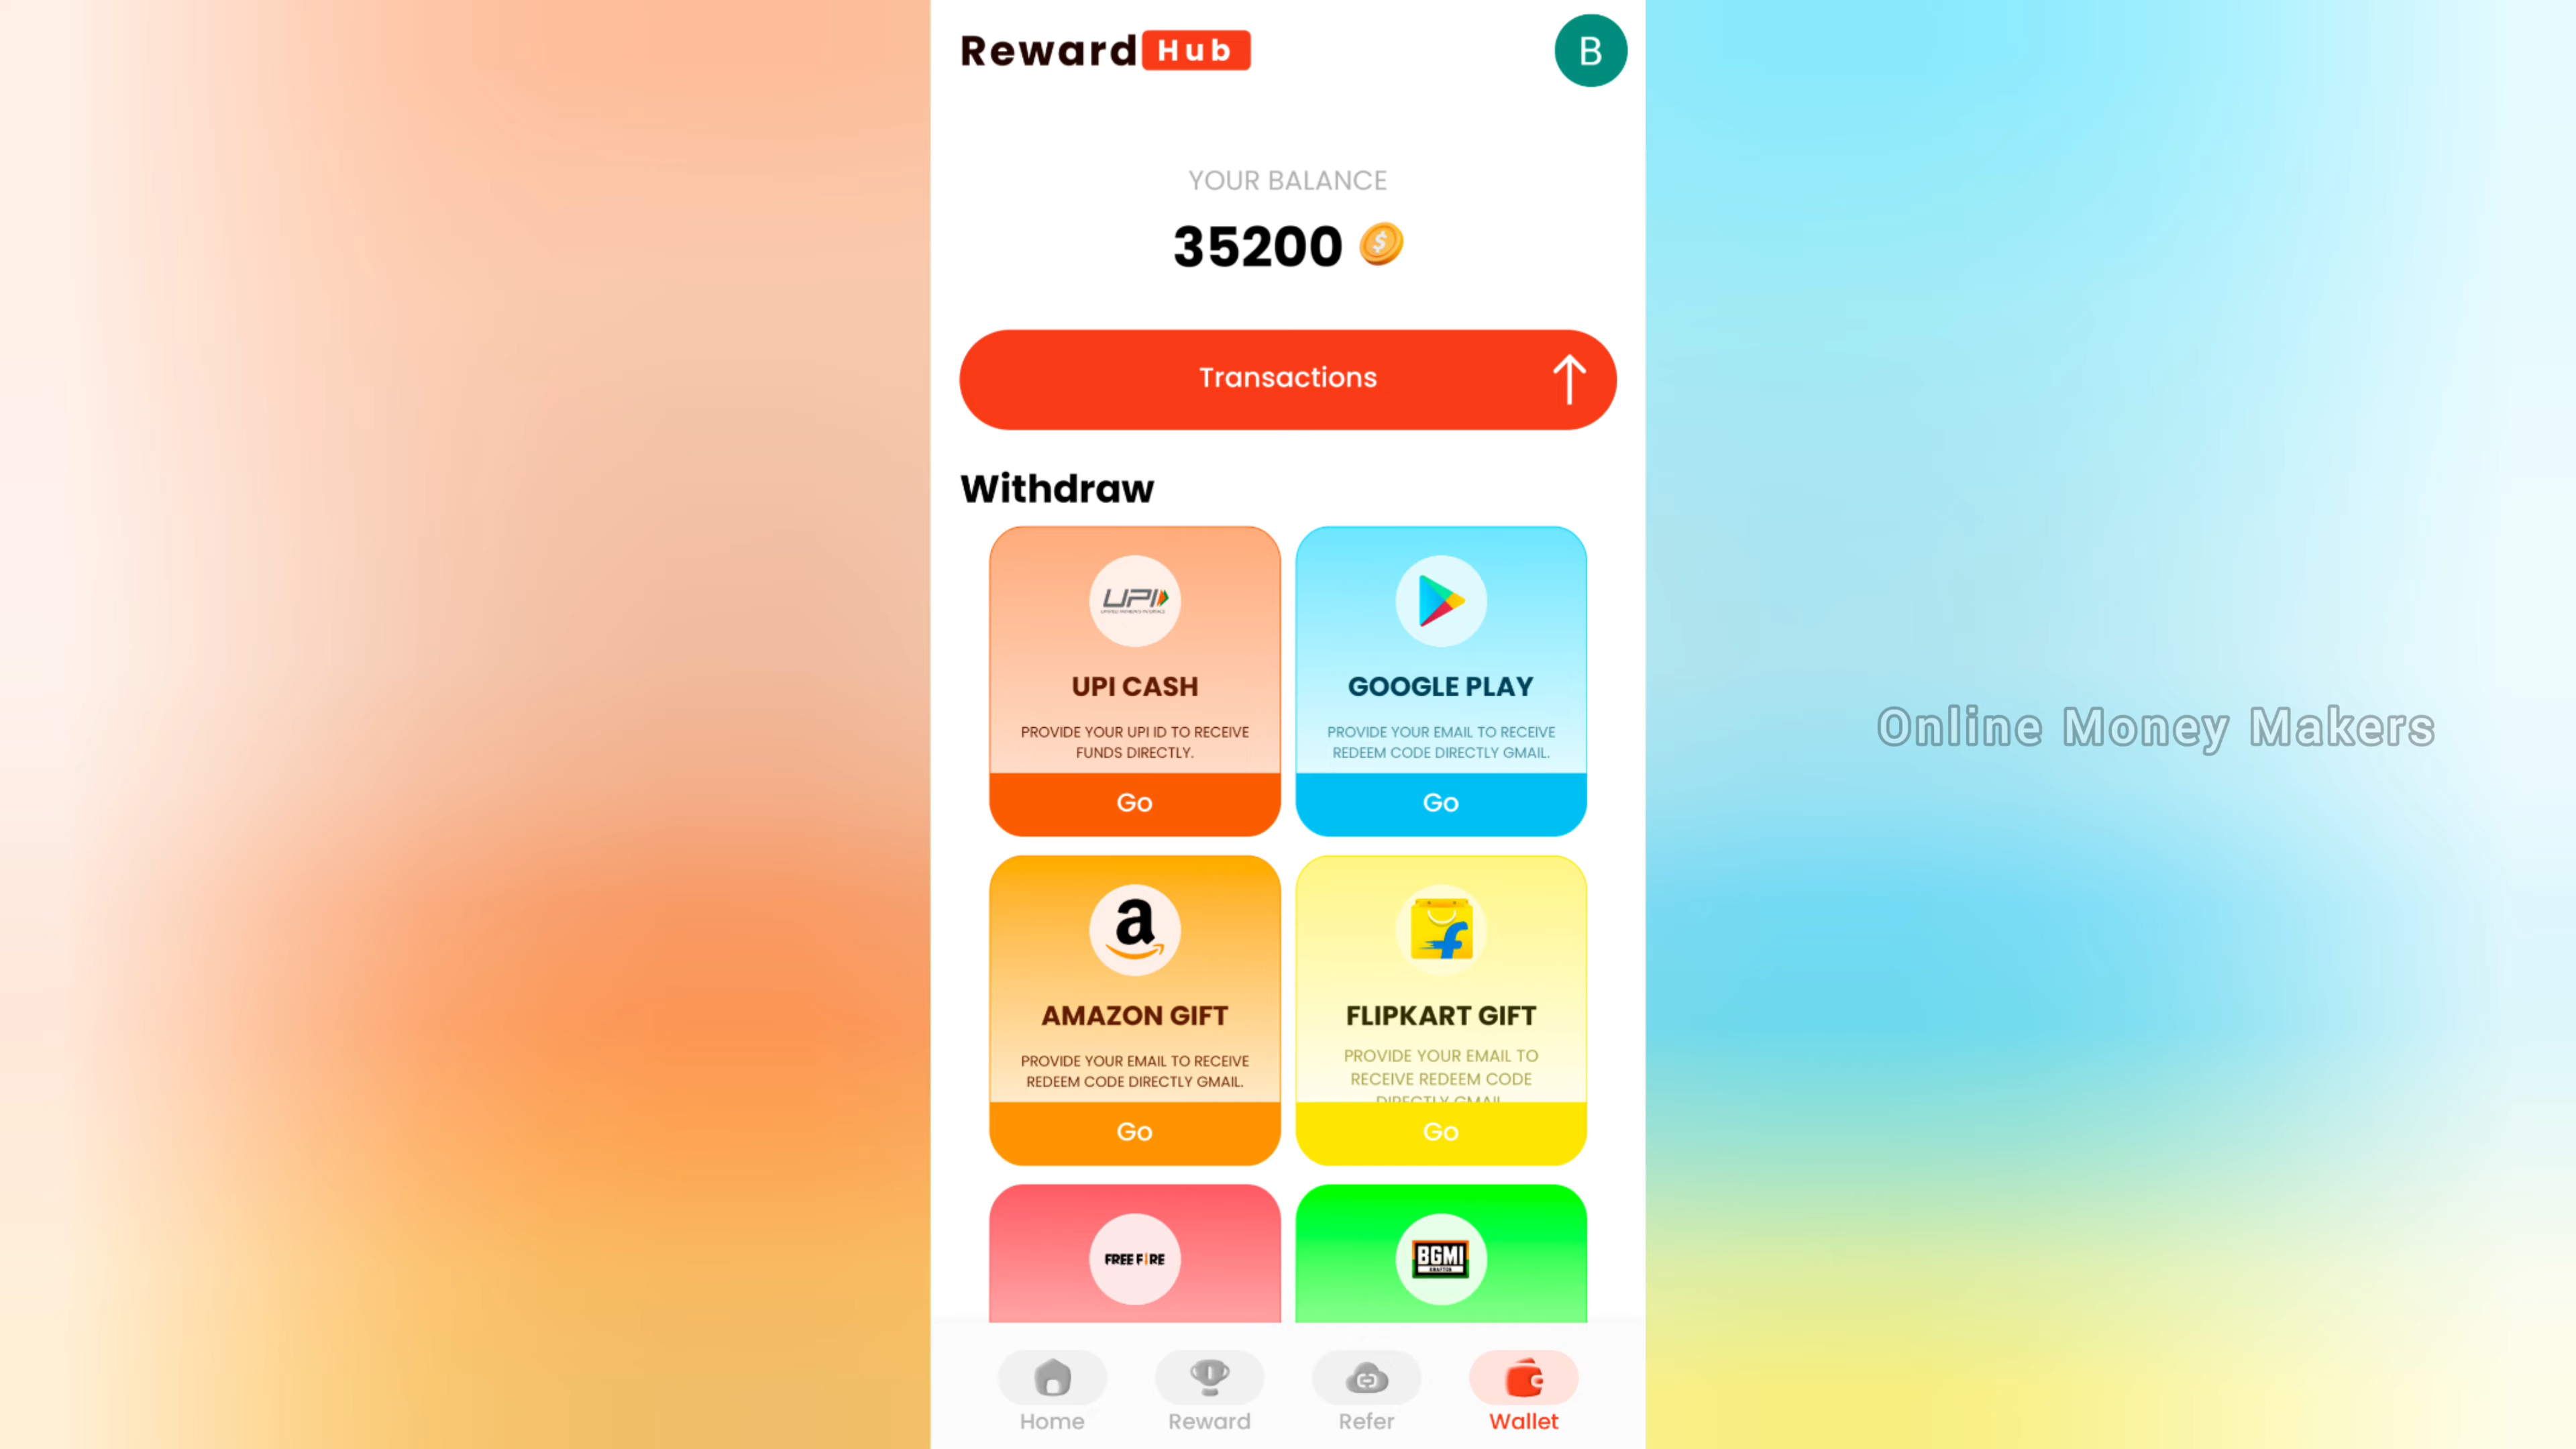 Reward Hub
B
YOUR BALANCE
35200
Transactions
Withdraw
UPI
UPI CASH
PROVIDE YOUR UPI ID TO RECEIVE
FUNDS DIRECTLY.
Go
GOOGLE PLAY
PROVIDE YOUR EMAIL TO RECEIVE
REDEEM CODE DIRECTLY GMAIL.
Go
a
AMAZON GIFT
PROVIDE YOUR EMAIL TO RECEIVE
REDEEM CODE DIRECTLY GMAIL.
Go
f
FLIPKART GIFT
PROVIDE YOUR EMAIL TO
RECEIVE REDEEM CODE
DIRECTLY GMAIL
Go
FREE FIRE
BGMI
Home
Reward
Refer
Wallet
Online Money Makers